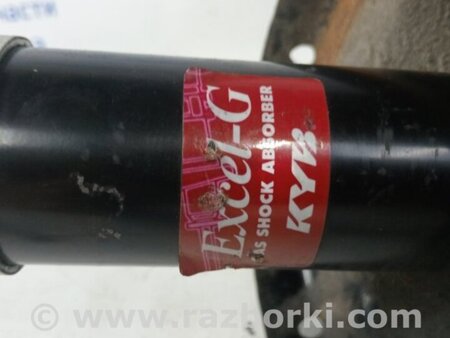 Excel-G
GAS SHOCK ABSORBER
KYB
© www.razborki.com